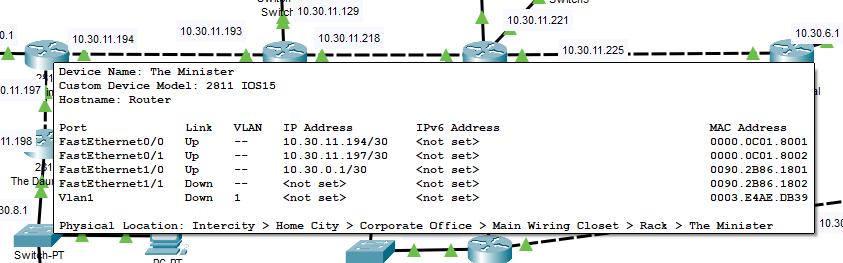 Switch
Switch
10.30.11.129
10.30.11.221
0.1
10.30.11.194
10.30.11.193
10.30.11.218
10.30.11.225
10.30.6.1
Device Name: The Minister
Custom Device Model: 2811 IOS15
Hostname: Router
Port Link VLAN IP Address IPv6 Address MAC Address
FastEthernet0/0 Up -- 10.30.11.194/30 <not set> 0000.0C01.8001
FastEthernet0/1 Up -- 10.30.11.197/30 <not set> 0000.0C01.8002
FastEthernet1/0 Up -- 10.30.0.1/30 <not set> 0090.2B86.1801
FastEthernet1/1 Down -- <not set> <not set> 0090.2B86.1802
Vlan1 Down 1 <not set> <not set> 0003.E4AE.DB39
Physical Location: Intercity > Home City > Corporate Office > Main Wiring Closet > Rack > The Minister
281
0.11.197
11.198
281
The Dau
30.8.1
Switch-PT
PC-PT
al
10.30